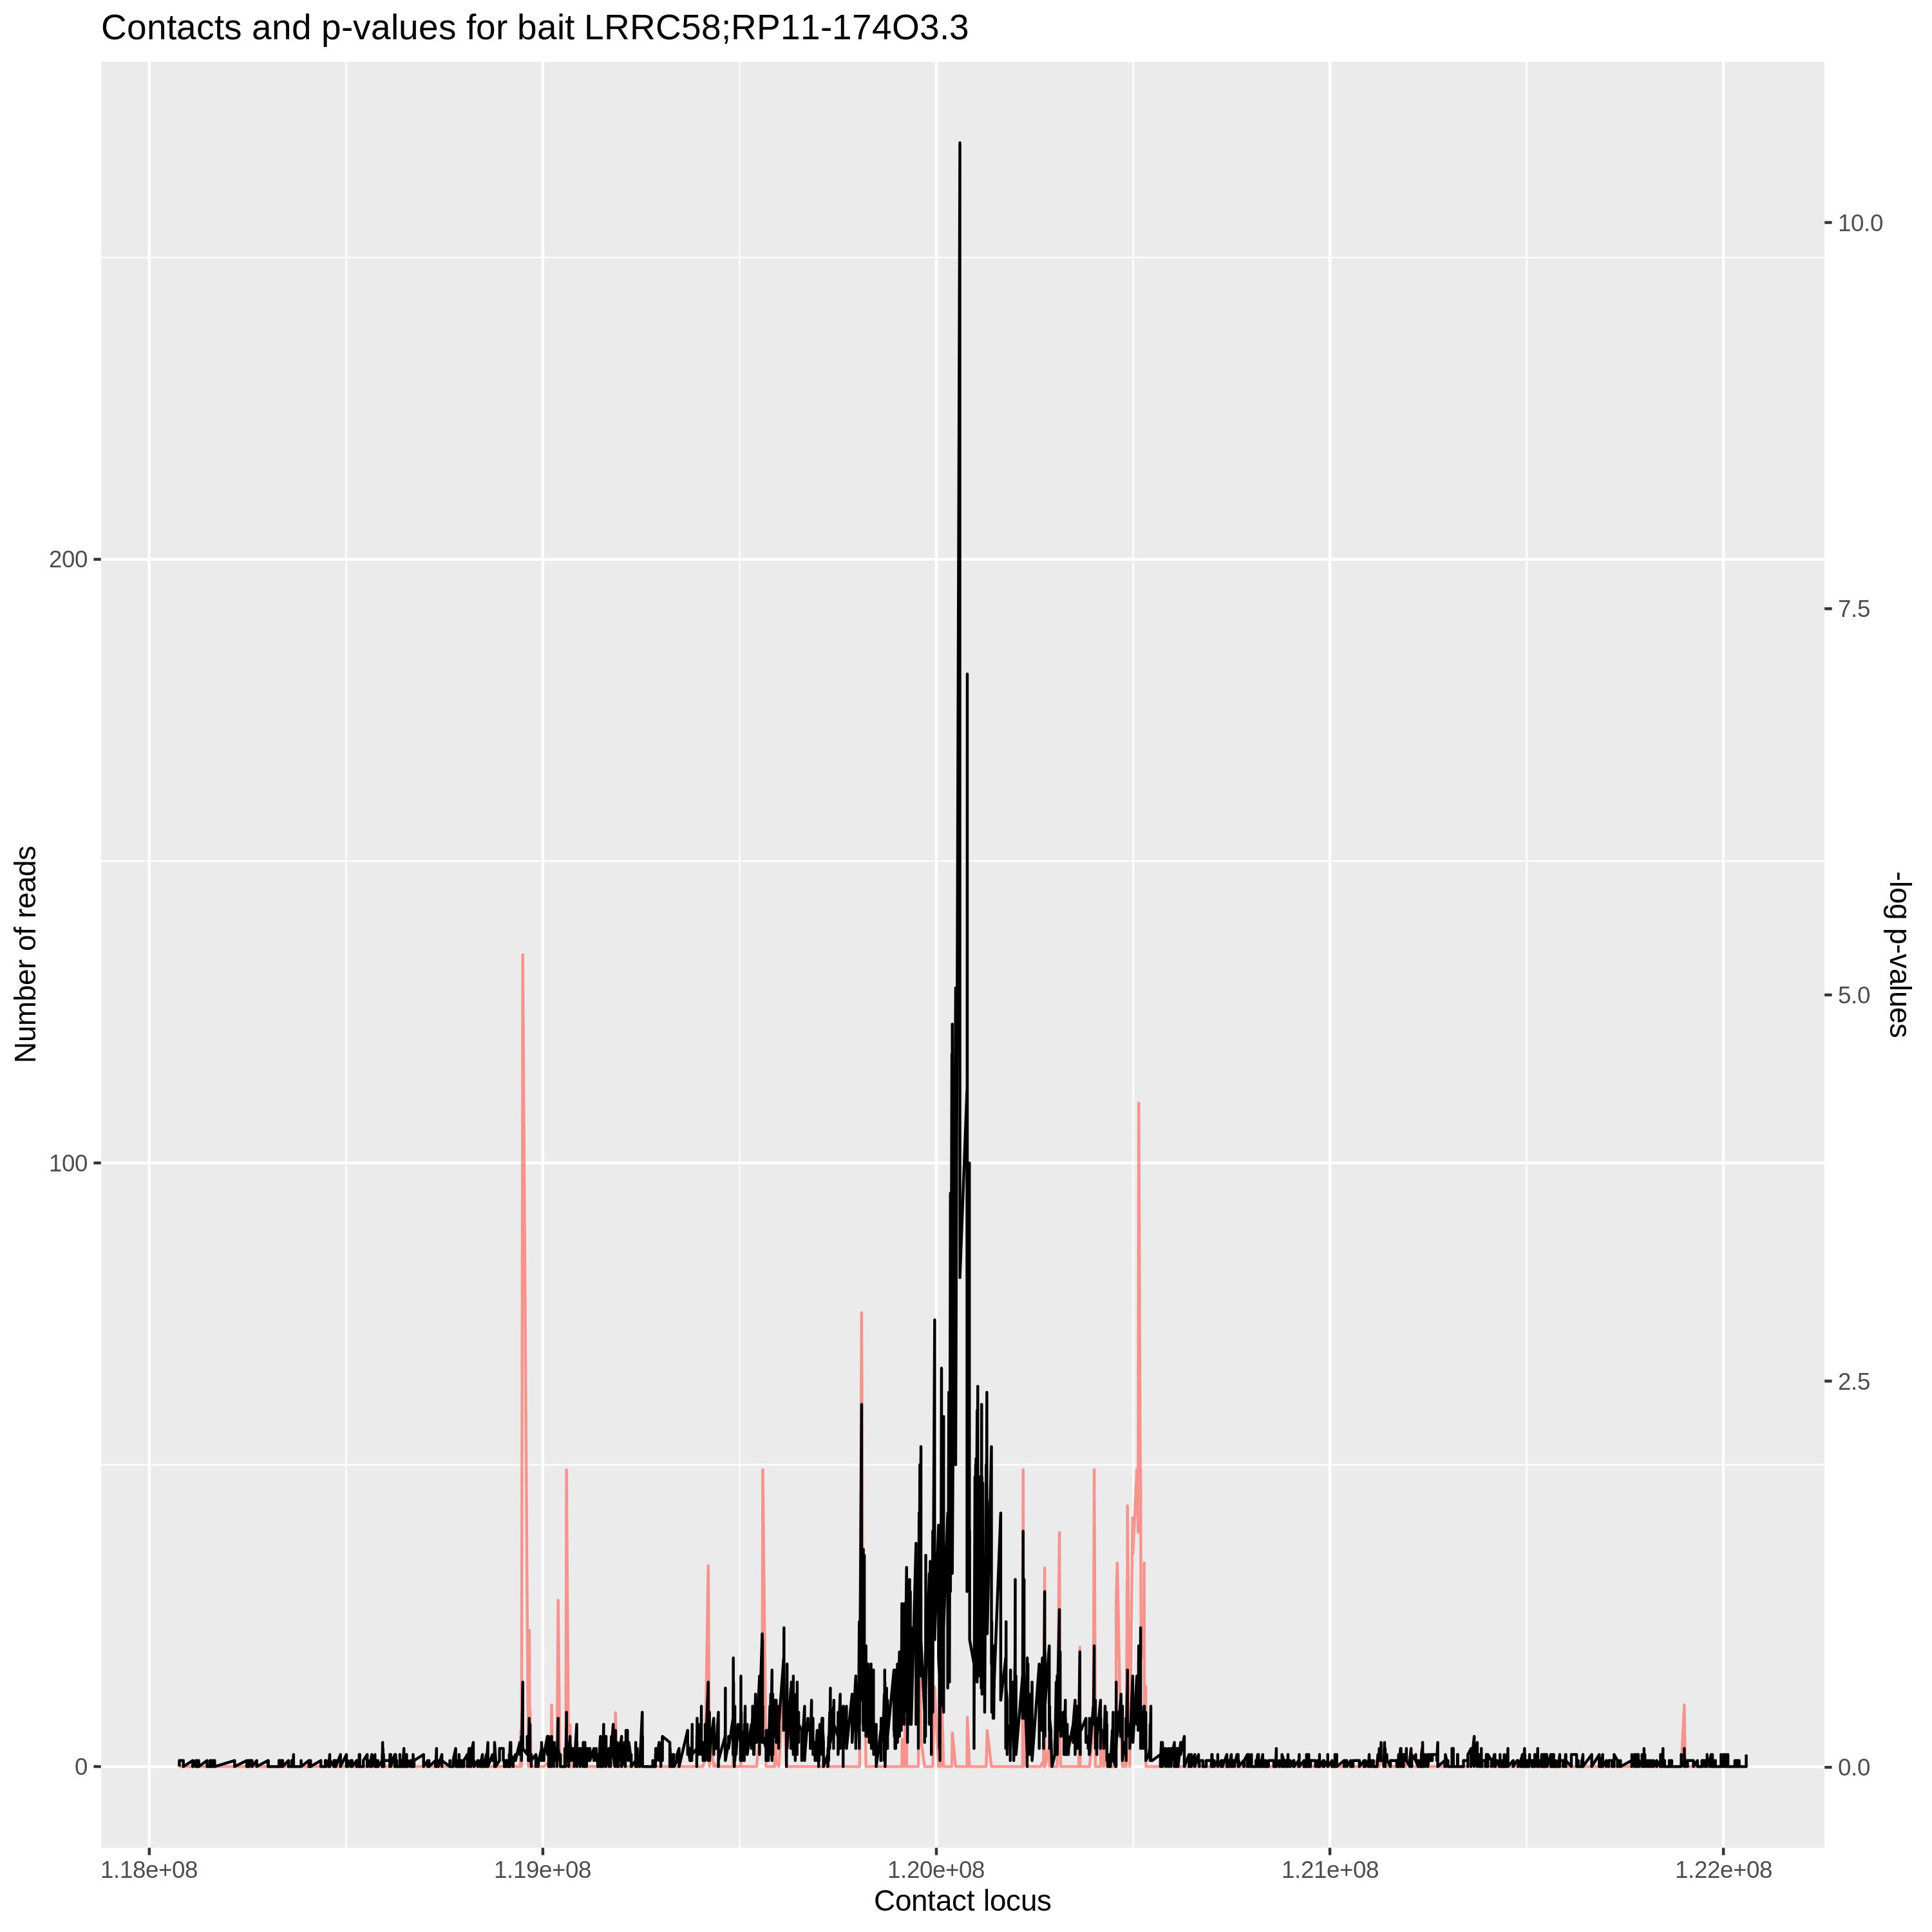 Contacts and p-values for bait LRRC58;RP11-174O3.3
10.0
200
7.5
Number of reads
-log p-values
5.0
100
2.5
0
0.0
1.18e+08
1.19e+08
1.20e+08
1.21e+08
1.22e+08
Contact locus